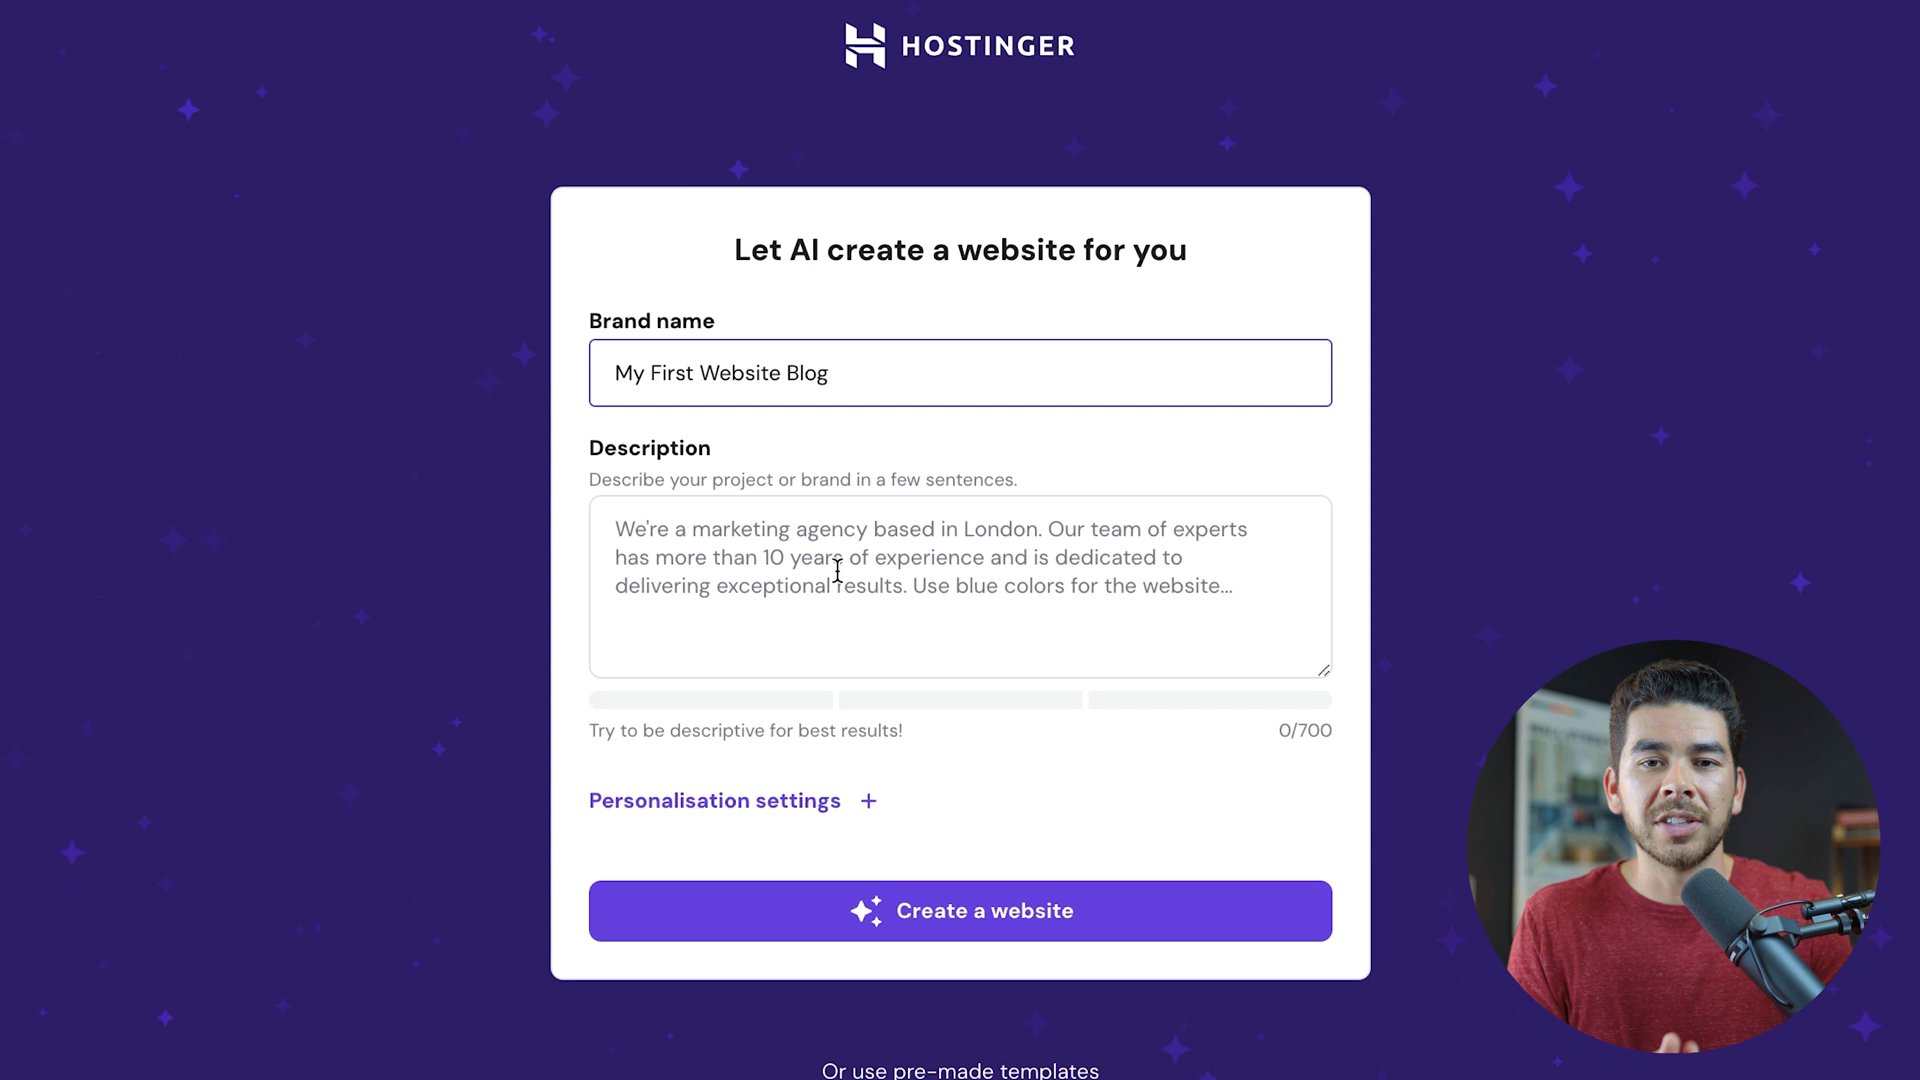 HOSTINGER
Let AI create a website for you
Brand name
My First Website Blog
Description
Describe your project or brand in a few sentences.
We're a marketing agency based in London. Our team of experts
has more than 10 years of experience and is dedicated to
delivering exceptional results. Use blue colors for the website...
Try to be descriptive for best results!
0/700
Personalisation settings +
Create a website
Or use pre-made templates